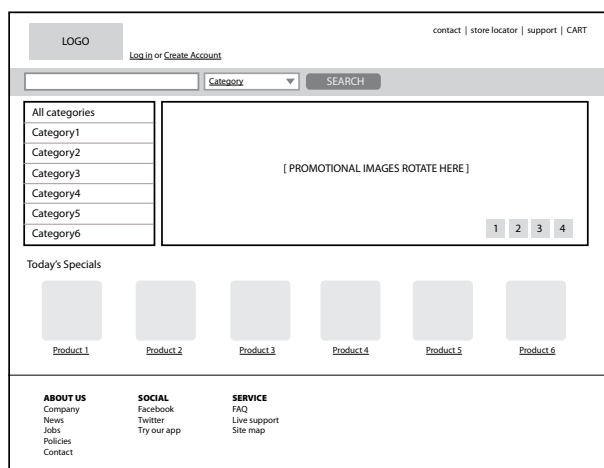 LOGO
contact | store locator | support | CART
Log in or Create Account
Category
SEARCH
All categories
Category1
Category2
Category3
Category4
Category5
Category6
[ PROMOTIONAL IMAGES ROTATE HERE ]
1 2 3 4
Today's Specials
Product 1 Product 2 Product 3 Product 4 Product 5 Product 6
ABOUT US
Company
News
Jobs
Policies
Contact
SOCIAL
Facebook
Twitter
Try our app
SERVICE
FAQ
Live support
Site map